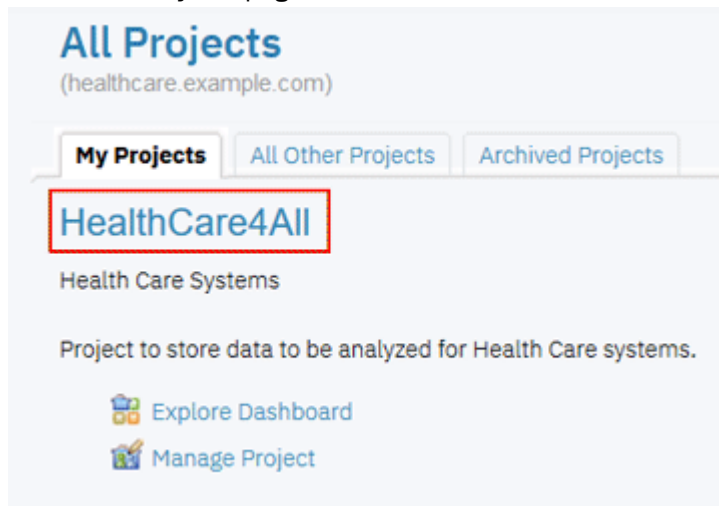 All Projects
(healthcare.example.com)
My Projects All Other Projects Archived Projects
HealthCare4All
Health Care Systems
Project to store data to be analyzed for Health Care systems.
Explore Dashboard
Manage Project